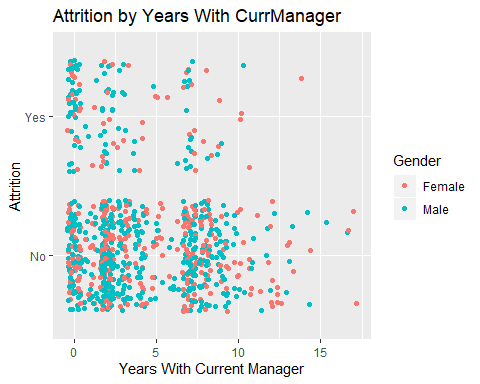 Attrition by Years With CurrManager
Attrition
Yes
No
0 5 10 15
Years With Current Manager
Gender
Female
Male